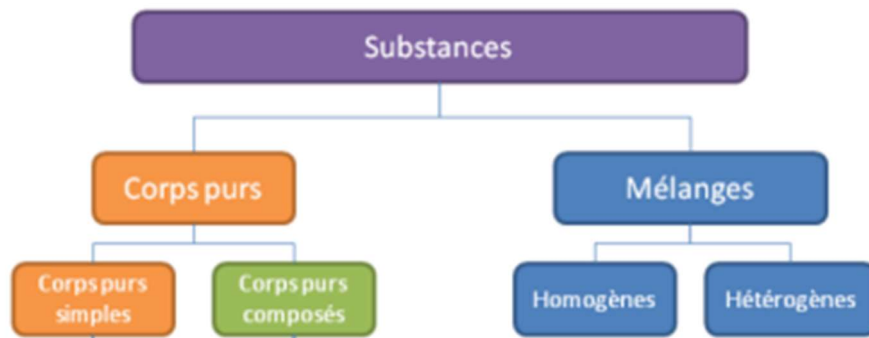 Substances
Corps purs
Mélanges
Corps purs
simples
Corps purs
composés
Homogènes
Hétérogènes